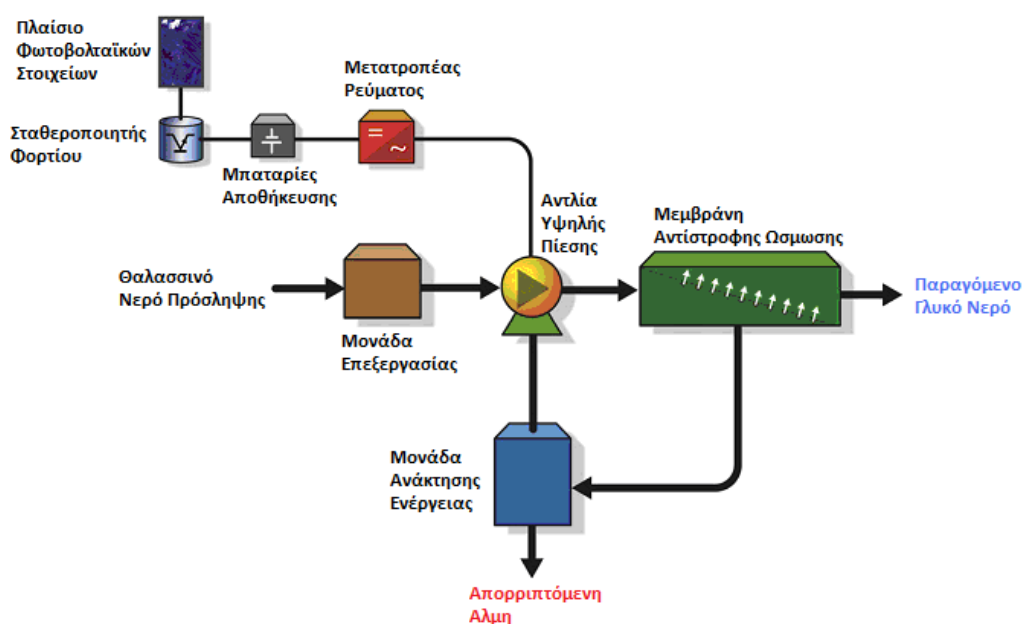 Πλαίσιο
Φωτοβολταϊκών
Στοιχείων
Μετατροπέας
Ρεύματος
Σταθεροποιητής
Φορτίου
Μπαταρίες
Αποθήκευσης
Αντλία
Υψηλής
Πίεσης
Μεμβράνη
Αντίστροφης Ωσμωσης
Θαλασσινό
Νερό Πρόσληψης
Παραγόμενο
Γλυκό Νερό
Μονάδα
Επεξεργασίας
Μονάδα
Ανάκτησης
Ενέργειας
Απορριπτόμενη
Αλμη